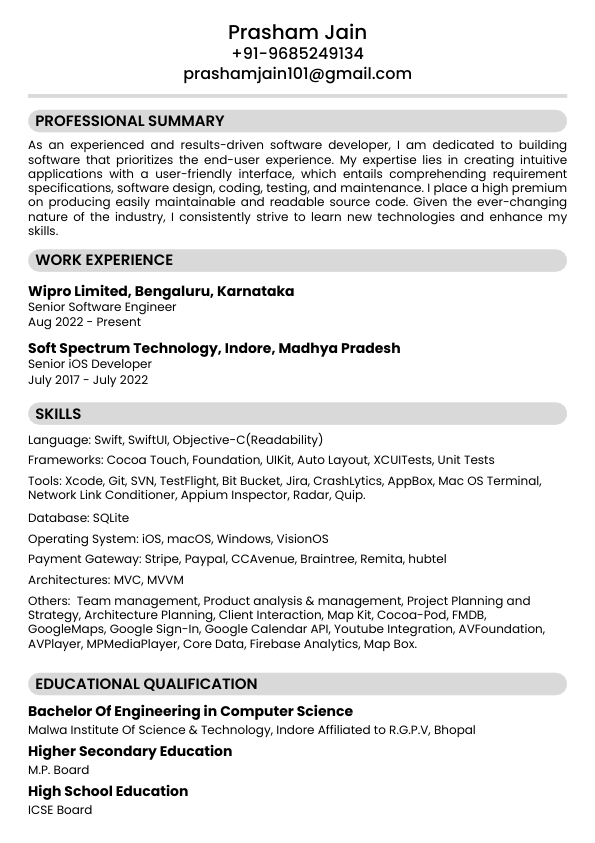 Prasham Jain
+91-9685249134
prashamjain101@gmail.com
PROFESSIONAL SUMMARY
As an experienced and results-driven software developer, I am dedicated to building
software that prioritizes the end-user experience. My expertise lies in creating intuitive
applications with a user-friendly interface, which entails comprehending requirement
specifications, software design, coding, testing, and maintenance. I place a high premium
on producing easily maintainable and readable source code. Given the ever-changing
nature of the industry, I consistently strive to learn new technologies and enhance my
skills.
WORK EXPERIENCE
Wipro Limited, Bengaluru, Karnataka
Senior Software Engineer
Aug 2022 - Present
Soft Spectrum Technology, Indore, Madhya Pradesh
Senior iOS Developer
July 2017 - July 2022
SKILLS
Language: Swift, SwiftUI, Objective-C(Readability)
Frameworks: Cocoa Touch, Foundation, UIKit, Auto Layout, XCUITests, Unit Tests
Tools: Xcode, Git, SVN, TestFlight, Bit Bucket, Jira, CrashLytics, AppBox, Mac OS Terminal,
Network Link Conditioner, Appium Inspector, Radar, Quip.
Database: SQLite
Operating System: iOS, macOS, Windows, VisionOS
Payment Gateway: Stripe, Paypal, CCAvenue, Braintree, Remita, hubtel
Architectures: MVC, MVVM
Others:  Team management, Product analysis & management, Project Planning and
Strategy, Architecture Planning, Client Interaction, Map Kit, Cocoa-Pod, FMDB,
GoogleMaps, Google Sign-In, Google Calendar API, Youtube Integration, AVFoundation,
AVPlayer, MPMediaPlayer, Core Data, Firebase Analytics, Map Box.
EDUCATIONAL QUALIFICATION
Bachelor Of Engineering in Computer Science
Malwa Institute Of Science & Technology, Indore Affiliated to R.G.P.V, Bhopal
Higher Secondary Education
M.P. Board
High School Education
ICSE Board